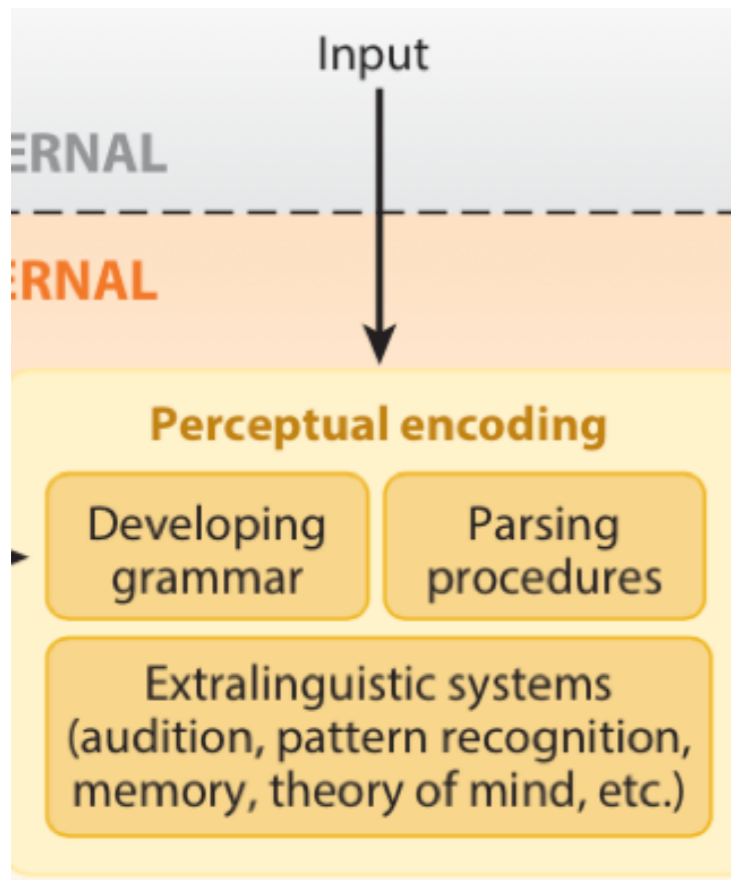 Input
ERNAL
ERNAL
Perceptual encoding
Developing
grammar
Parsing
procedures
Extralinguistic systems
(audition, pattern recognition,
memory, theory of mind, etc.)